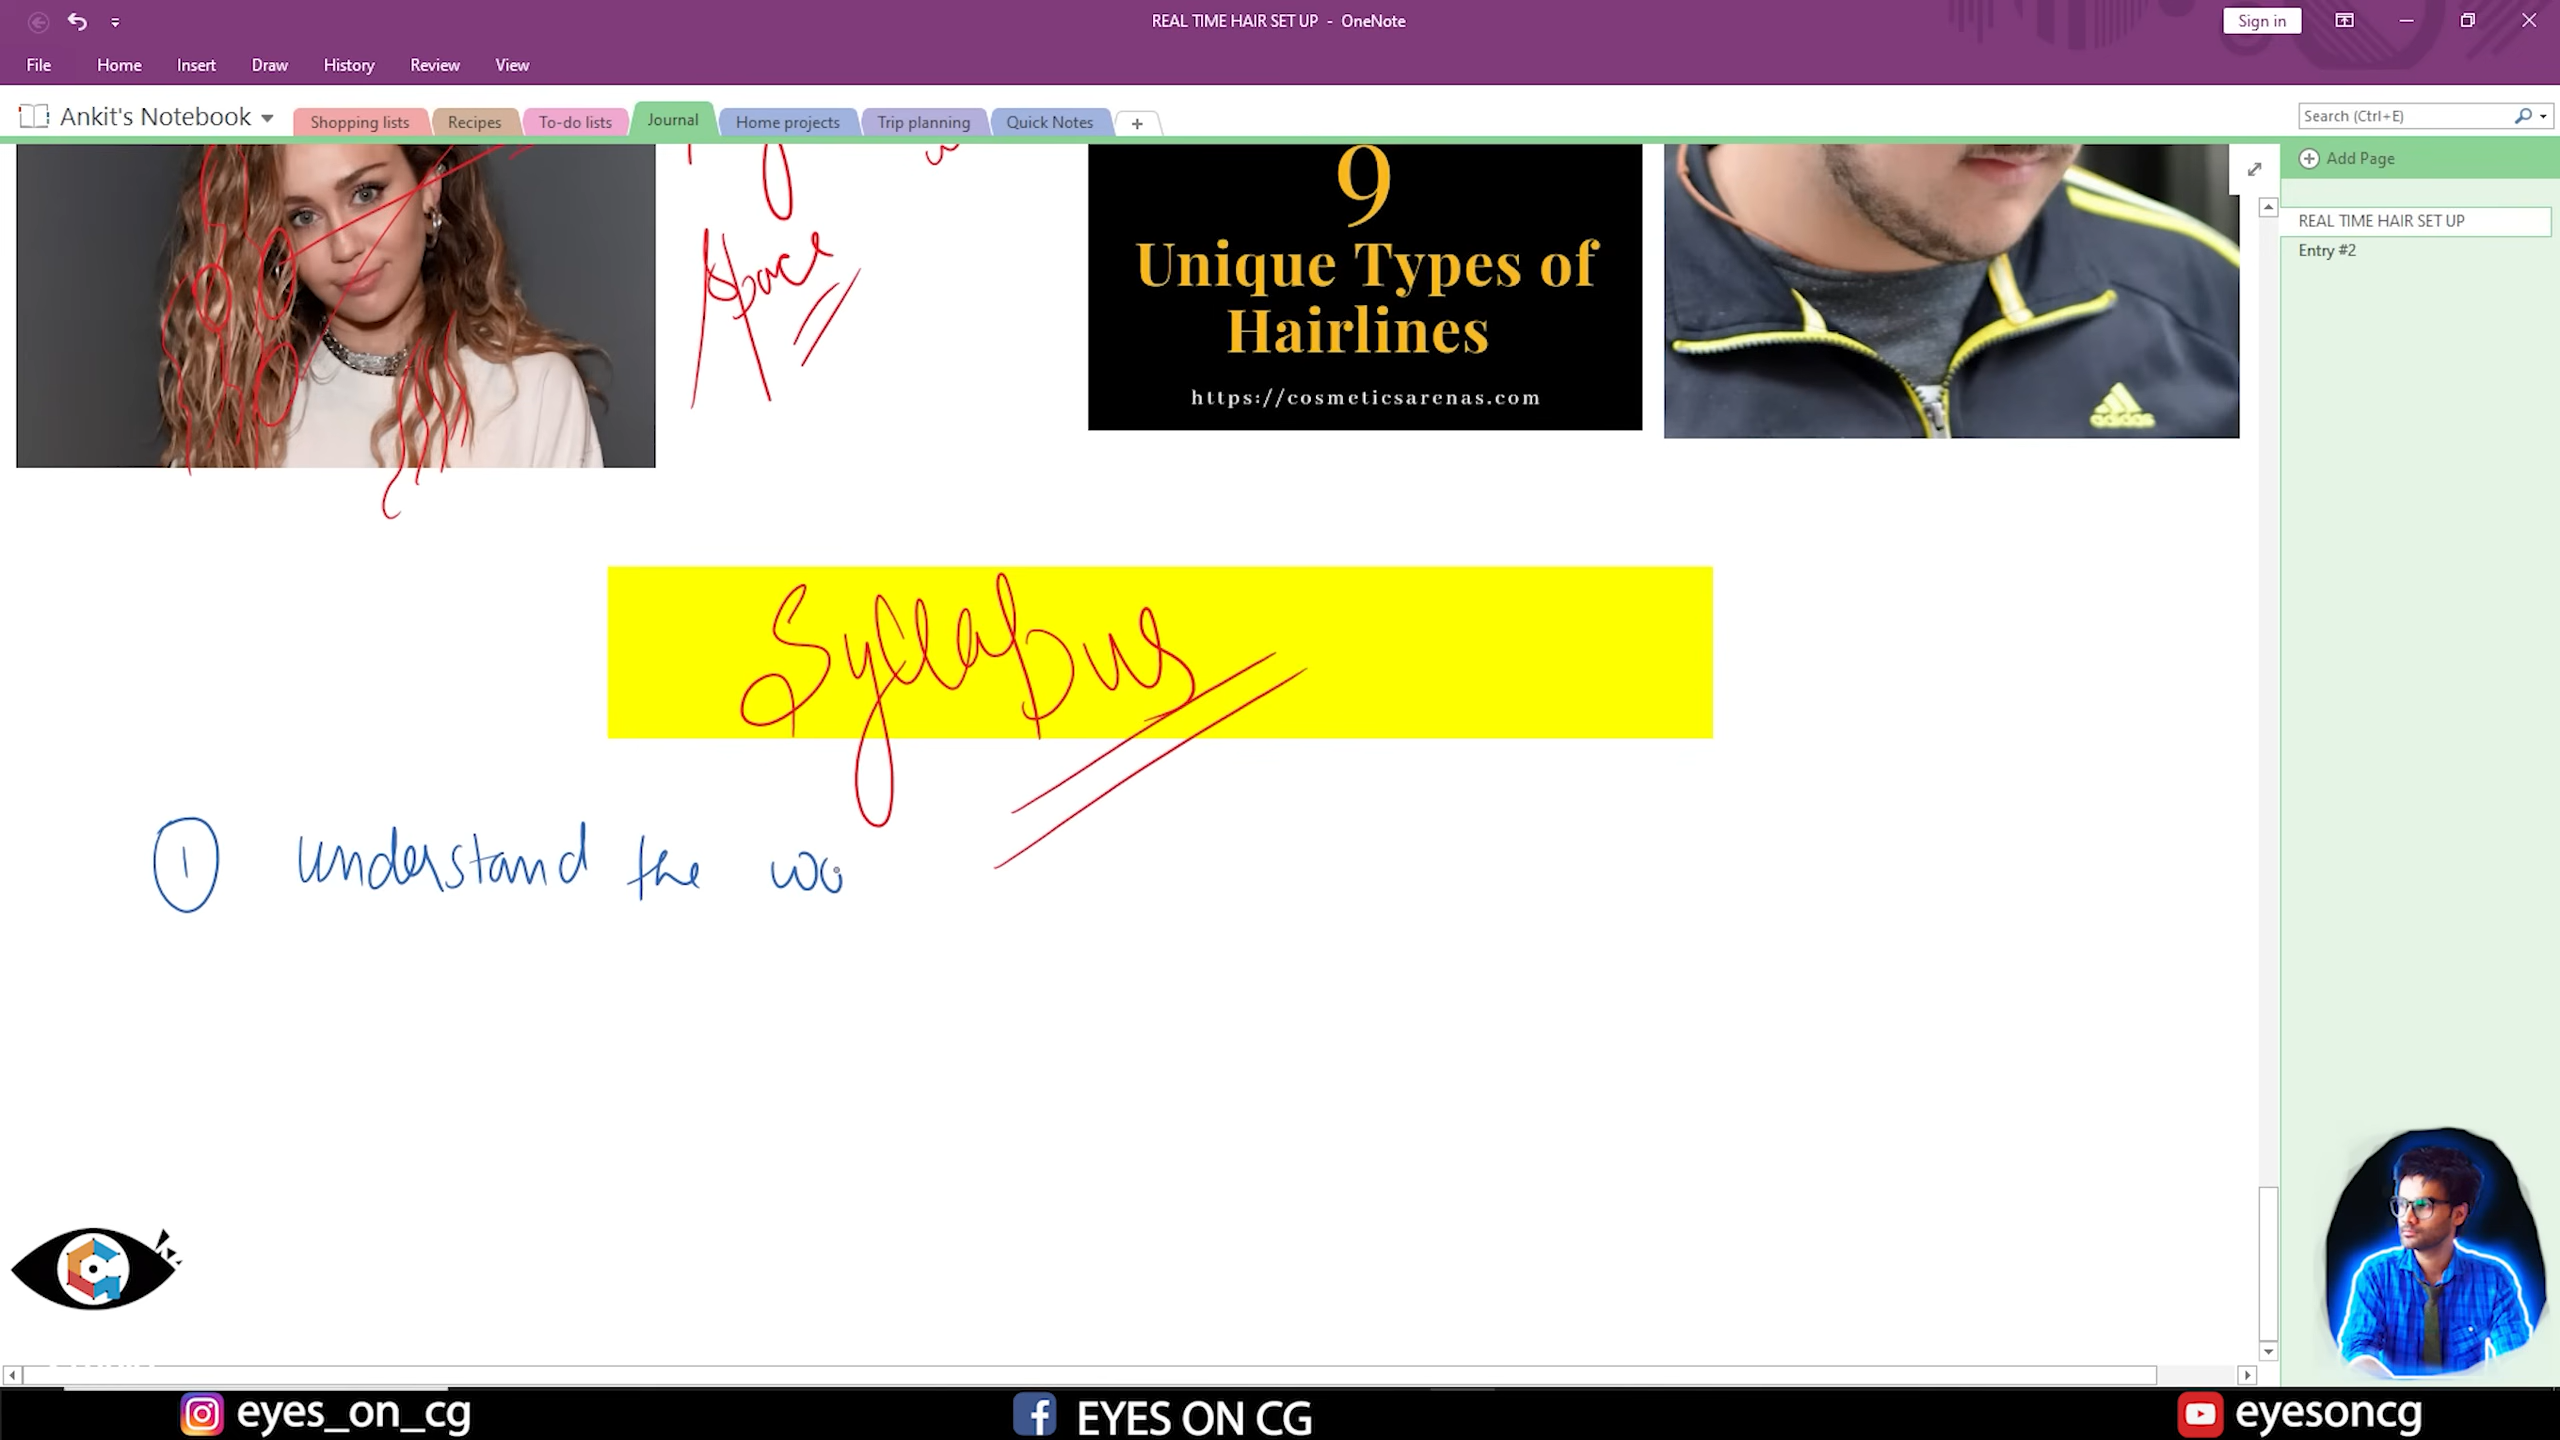 REAL TIME HAIR SET UP - OneNote
Sign in
File Home Insert Draw History Review View
Ankit's Notebook
Shopping lists Recipes To-do lists Journal Home projects Trip planning Quick Notes +
Search (Ctrl+E)
Add Page
REAL TIME HAIR SET UP
Entry #2
Space
9
Unique Types of
Hairlines
https://cosmeticsarenas.com
adidas
Syllabus
1 understand the wo
eyes_on_cg
EYES ON CG
eyesoncg